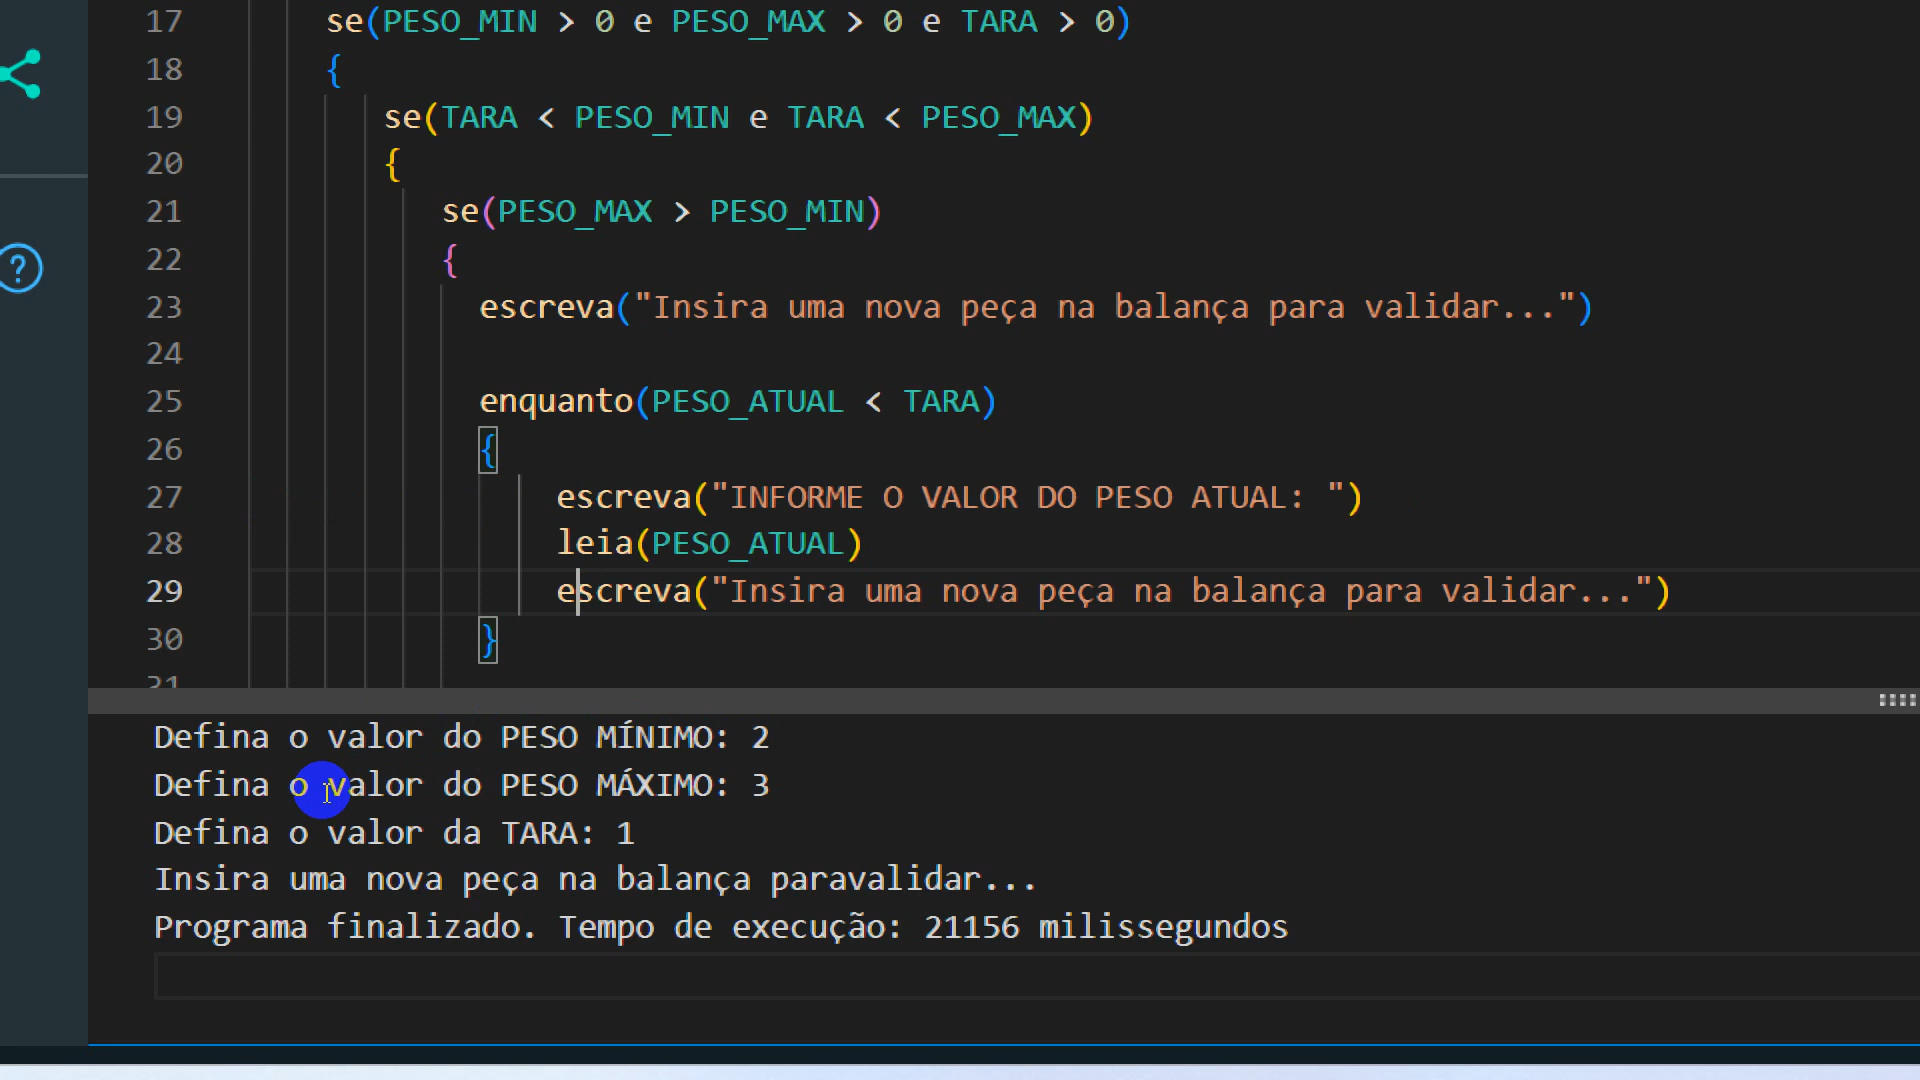 17 se(PESO_MIN > 0 e PESO_MAX > 0 e TARA > 0)
18 {
19 se(TARA < PESO_MIN e TARA < PESO_MAX)
20 {
21 se(PESO_MAX > PESO_MIN)
22 {
23 escreva("Insira uma nova peça na balança para validar...")
24
25 enquanto(PESO_ATUAL < TARA)
26 {
27 escreva("INFORME O VALOR DO PESO ATUAL: ")
28 leia(PESO_ATUAL)
29 escreva("Insira uma nova peça na balança para validar...")
30 }
31
Defina o valor do PESO MÍNIMO: 2
Defina o valor do PESO MÁXIMO: 3
Defina o valor da TARA: 1
Insira uma nova peça na balança paravalidar...
Programa finalizado. Tempo de execução: 21156 milissegundos